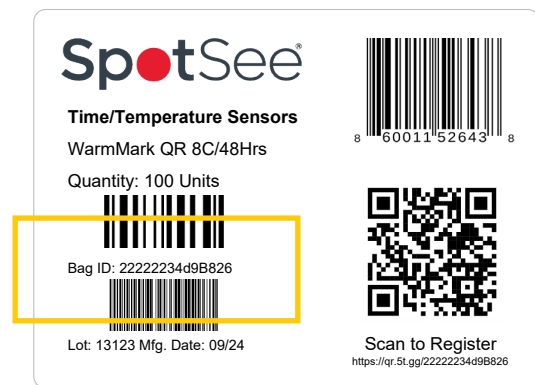 SpotSee®
Time/Temperature Sensors
WarmMark QR 8C/48Hrs
Quantity: 100 Units
Bag ID: 22222234d9B826
Lot: 13123 Mfg. Date: 09/24
8 60011 52643 8
Scan to Register
https://qr.5t.gg/22222234d9B826